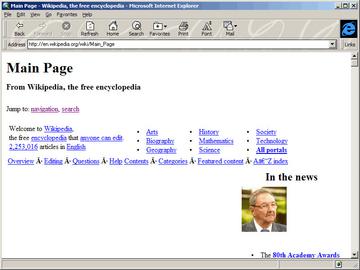 Main Page - Wikipedia, the free encyclopedia - Microsoft Internet Explorer
File Edit View Go Favorites Help
Back Forward Stop Refresh Home Search Favorites Print Font Mail
Address http://en.wikipedia.org/wiki/Main_Page Links
Main Page
From Wikipedia, the free encyclopedia
Jump to: navigation, search
Welcome to Wikipedia,
the free encyclopedia that anyone can edit.
2,253,016 articles in English
Arts
Biography
Geography
History
Mathematics
Science
Society
Technology
All portals
Overview Â· Editing Â· Questions Â· Help Contents Â· Categories Â· Featured content Â· Aâ€“Z index
In the news
The 80th Academy Awards